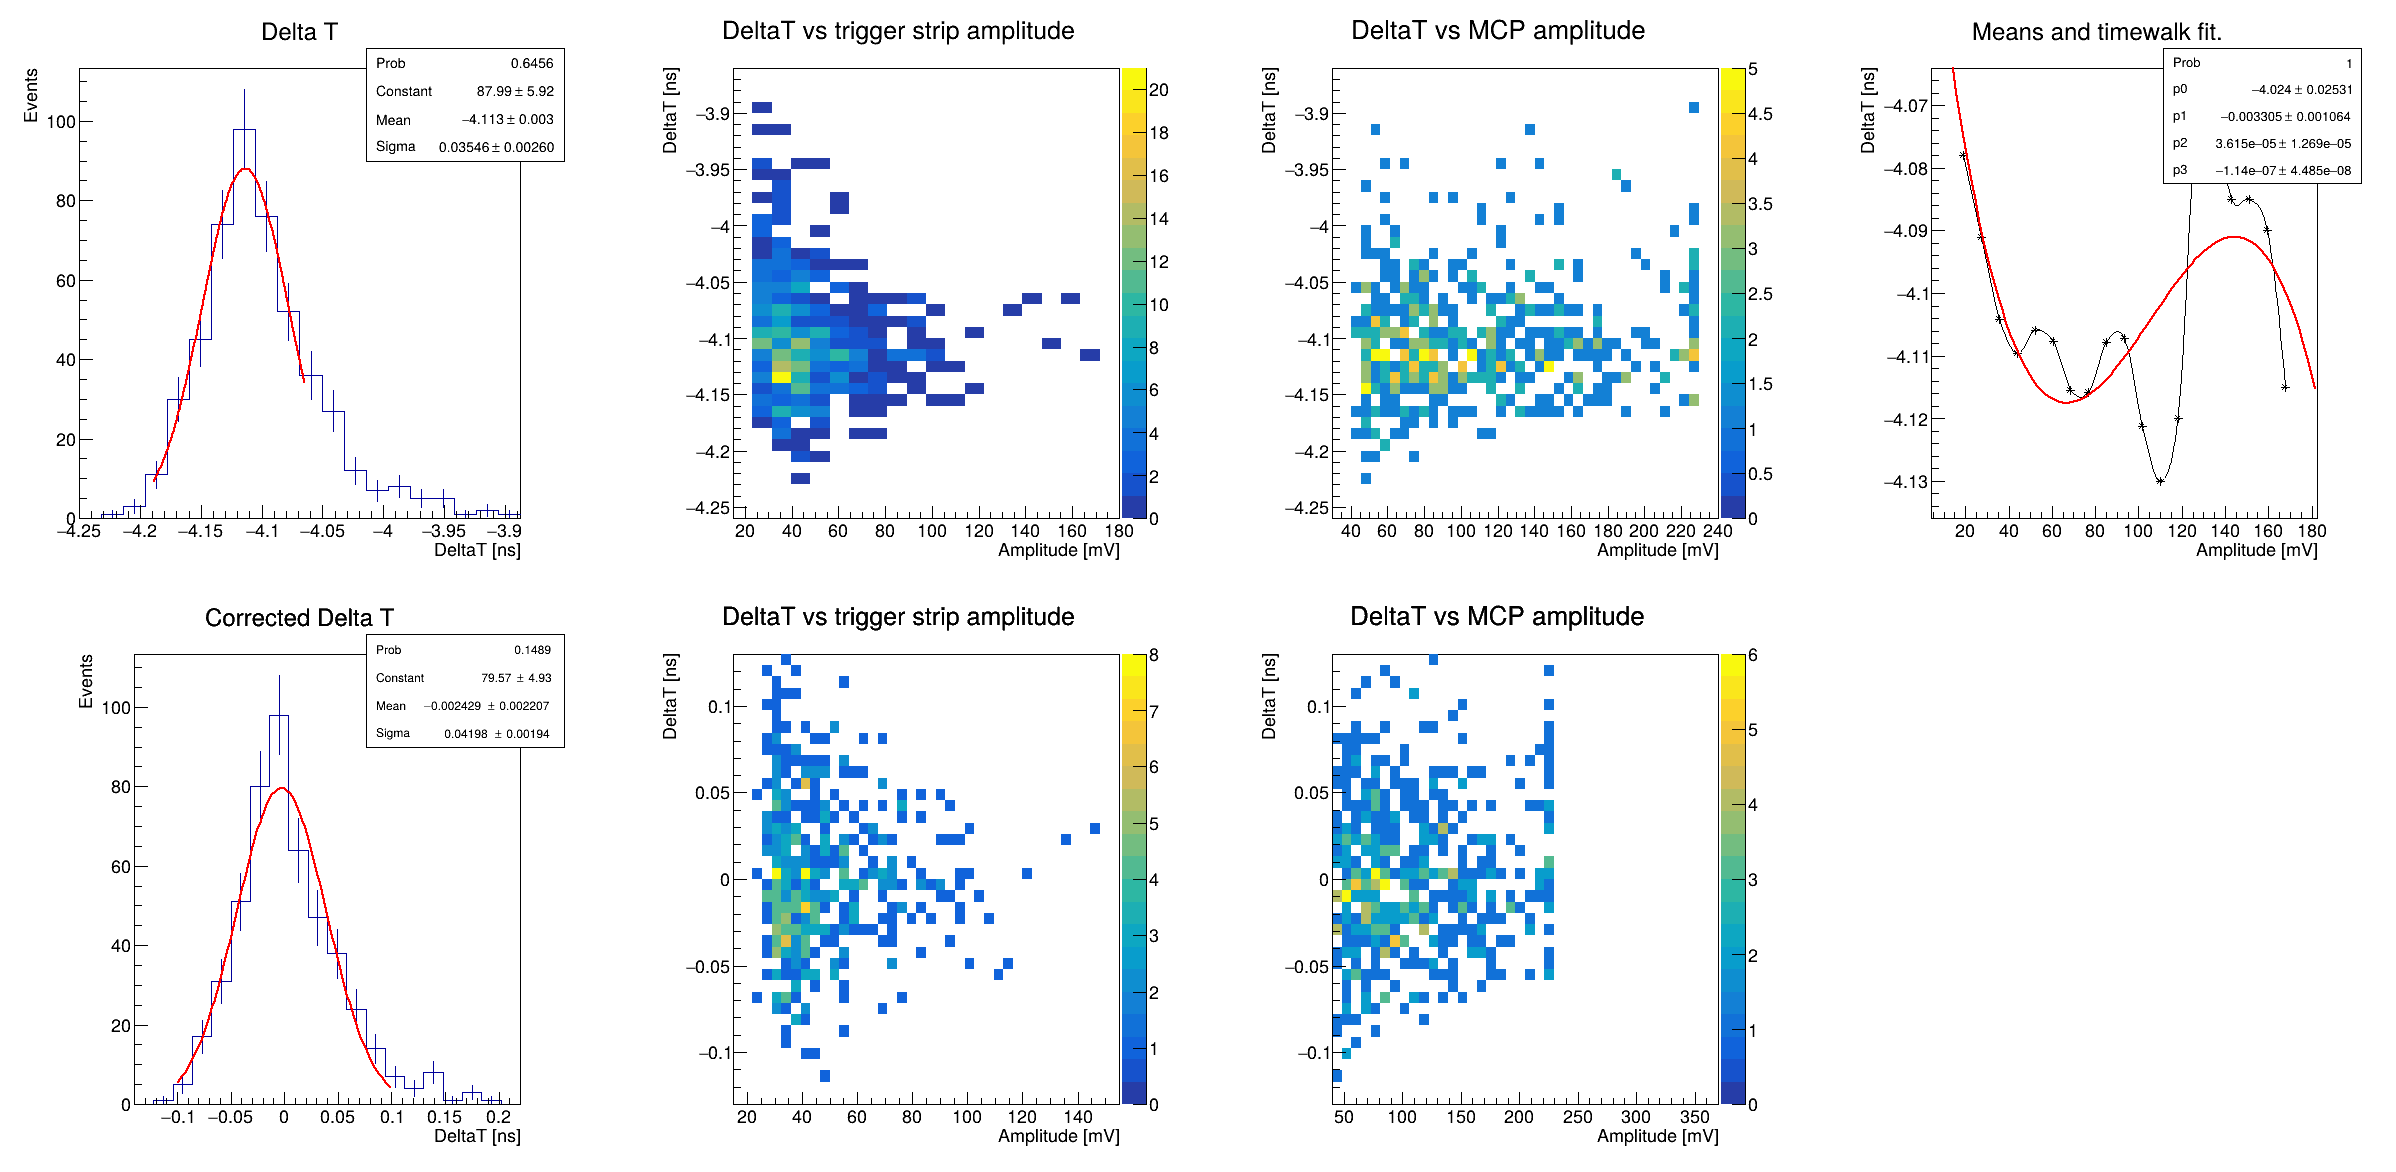 Delta T
Events
Prob 0.6456
Constant 87.99 ± 5.92
Mean −4.113 ± 0.003
Sigma 0.03546 ± 0.00260
100
80
60
40
20
0
−4.25 −4.2 −4.15 −4.1 −4.05 −4 −3.95 −3.9
DeltaT [ns]
DeltaT vs trigger strip amplitude
DeltaT [ns]
−3.9
−3.95
−4
−4.05
−4.1
−4.15
−4.2
−4.25
20 40 60 80 100 120 140 160 180
Amplitude [mV]
20
18
16
14
12
10
8
6
4
2
0
DeltaT vs MCP amplitude
DeltaT [ns]
−3.9
−3.95
−4
−4.05
−4.1
−4.15
−4.2
−4.25
40 60 80 100 120 140 160 180 200 220 240
Amplitude [mV]
5
4.5
4
3.5
3
2.5
2
1.5
1
0.5
0
Means and timewalk fit.
DeltaT [ns]
Prob 1
p0 −4.024 ± 0.02531
p1 −0.003305 ± 0.001064
p2 3.615e−05 ± 1.269e−05
p3 −1.14e−07 ± 4.485e−08
−4.07
−4.08
−4.09
−4.1
−4.11
−4.12
−4.13
20 40 60 80 100 120 140 160 180
Amplitude [mV]
Corrected Delta T
Events
Prob 0.1489
Constant 79.57 ± 4.93
Mean −0.002429 ± 0.002207
Sigma 0.04198 ± 0.00194
100
80
60
40
20
0
−0.1 −0.05 0 0.05 0.1 0.15 0.2
DeltaT [ns]
DeltaT vs trigger strip amplitude
DeltaT [ns]
0.1
0.05
0
−0.05
−0.1
20 40 60 80 100 120 140
Amplitude [mV]
8
7
6
5
4
3
2
1
0
DeltaT vs MCP amplitude
DeltaT [ns]
0.1
0.05
0
−0.05
−0.1
50 100 150 200 250 300 350
Amplitude [mV]
6
5
4
3
2
1
0